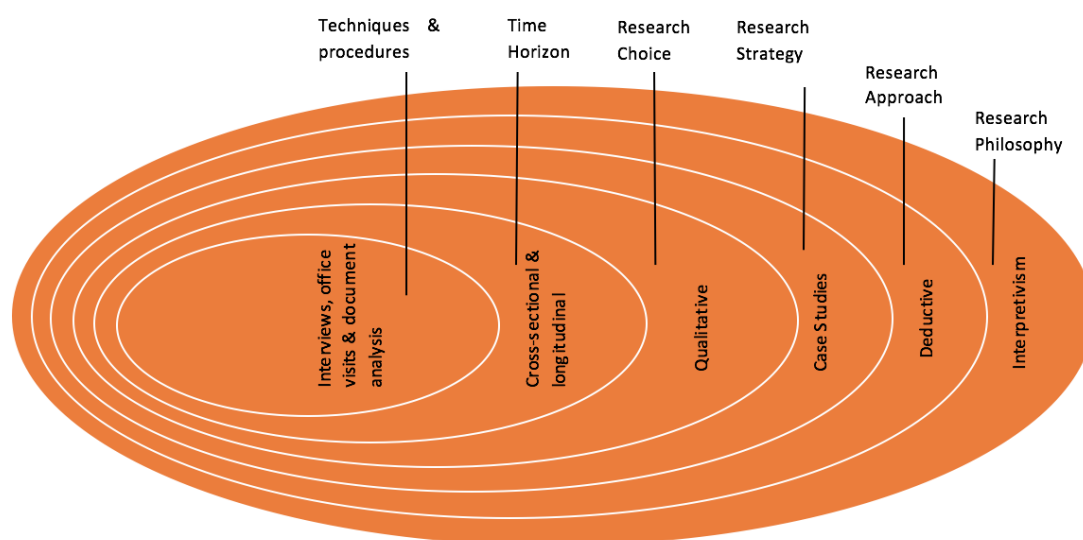 Techniques &
procedures
Time
Horizon
Research
Choice
Research
Strategy
Research
Approach
Research
Philosophy
Interviews, office
visits & document
analysis
Cross-sectional &
longitudinal
Qualitative
Case Studies
Deductive
Interpretivism